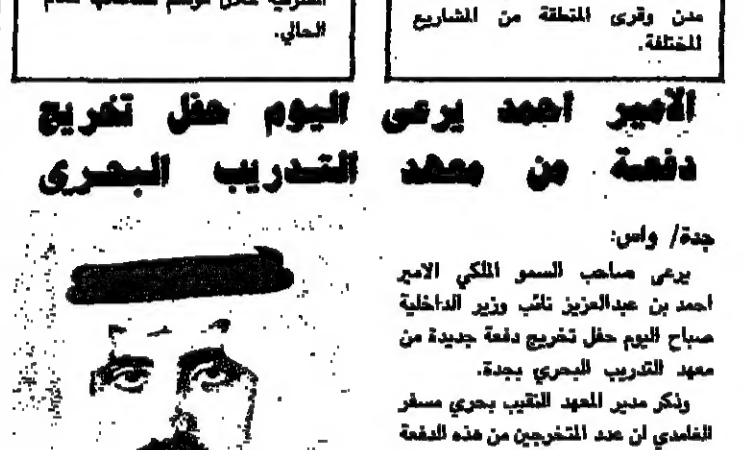 مدن وقرى المنطقة من المشاريع
المختلفة.
الحالي.
الامير احمد يرعى اليوم حفل تخريج
دفعة من معهد التدريب البحرى
جدة/ واس:
يرعى صاحب السمو الملكي الامير
احمد بن عبدالعزيز نائب وزير الداخلية
صباح اليوم حفل تخريج دفعة جديدة من
معهد التدريب البحري بجدة.
وذكر مدير المعهد النقيب بحري مسفر
الغامدي ان عدد المتخرجين من هذه الدفعة